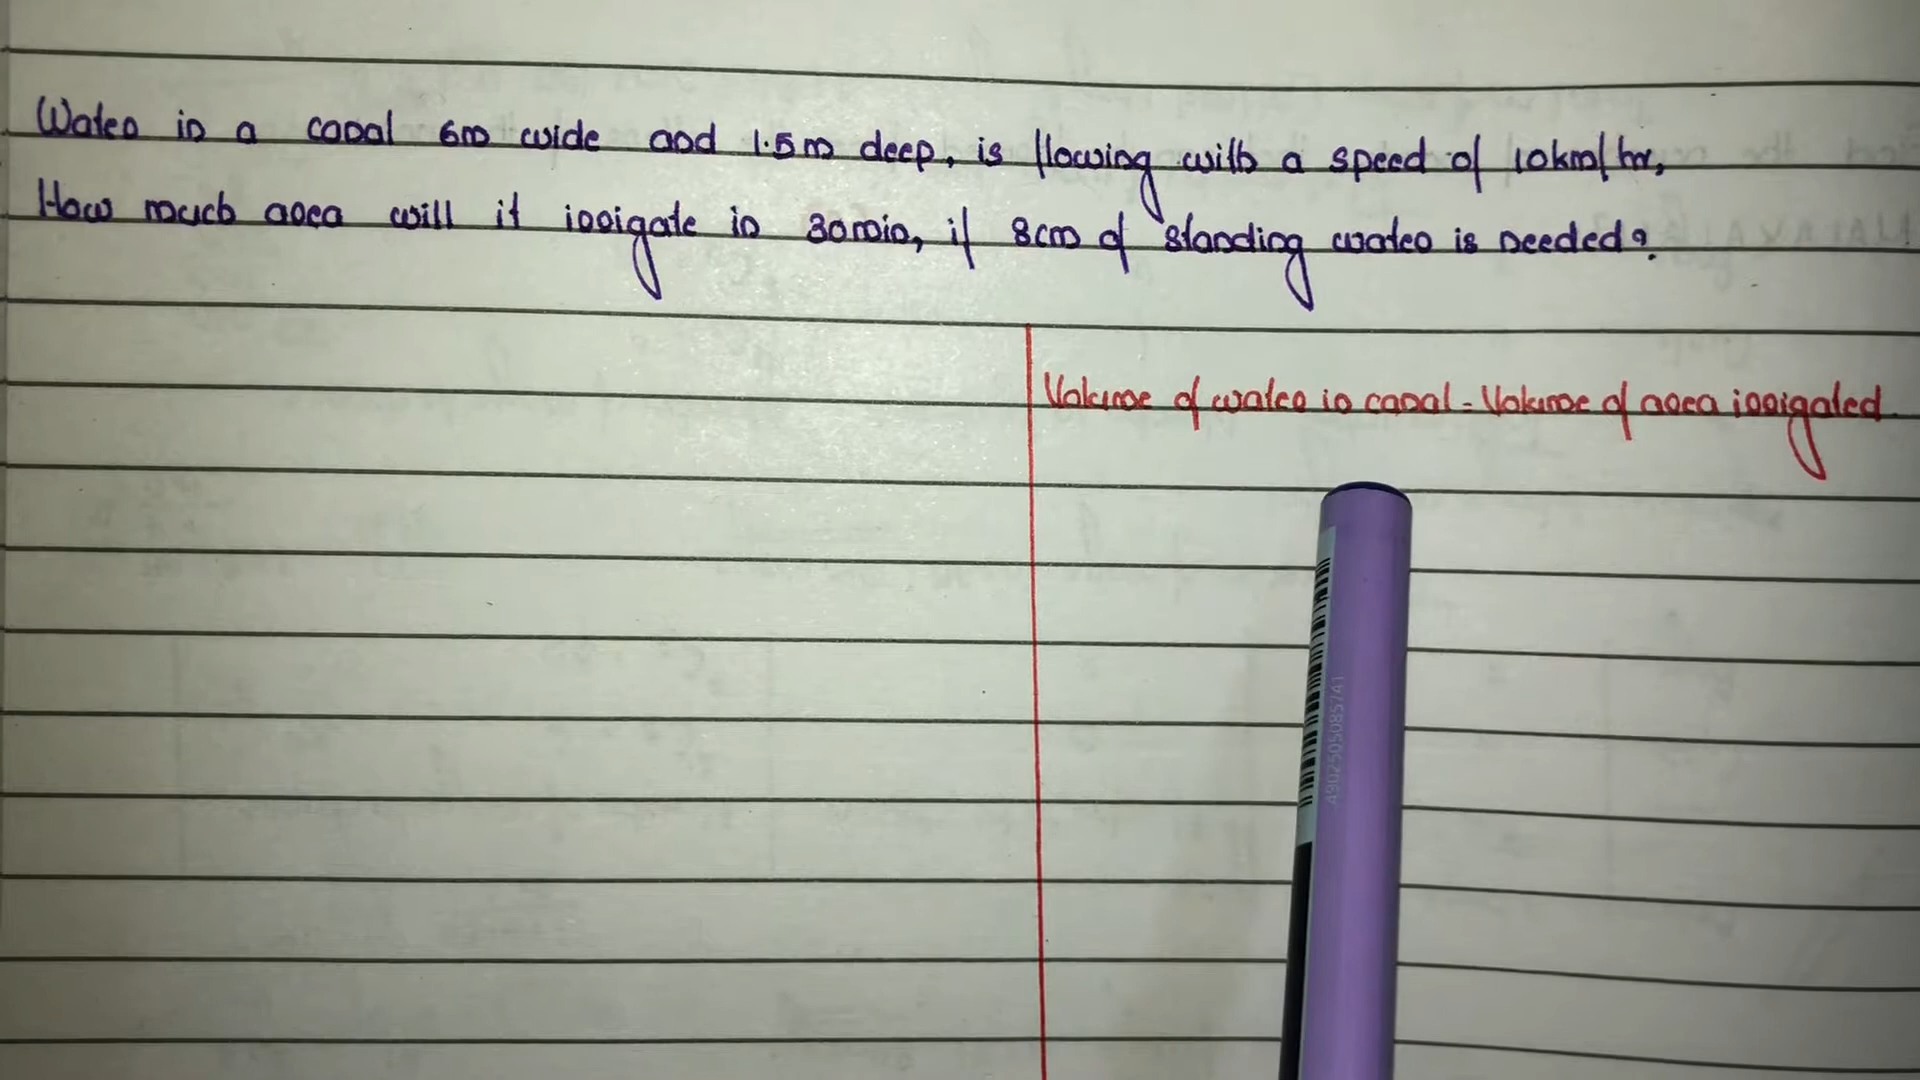 Water in a canal 6m wide and 1.5m deep, is flowing with a speed of 10km/hr,
How much area will it irrigate in 30min, if 8cm of standing water is needed?
Volume of water in canal = Volume of area irrigated
4902505085741